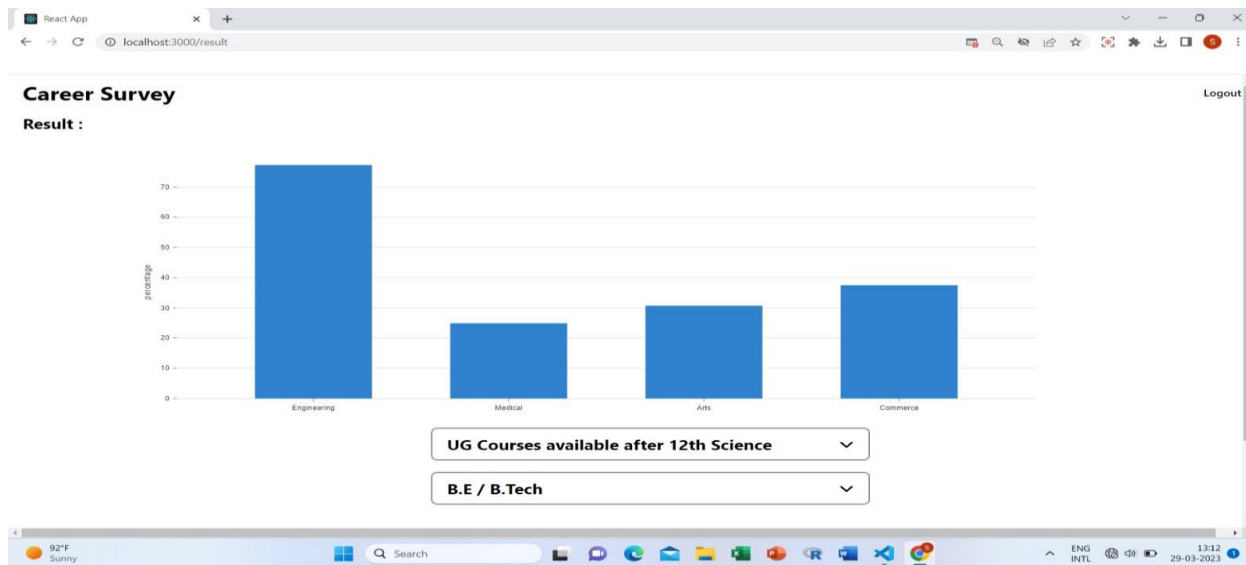 React App
localhost:3000/result
S
Career Survey
Logout
Result :
percentage
70
60
50
40
30
20
10
0
Engineering
Medical
Arts
Commerce
UG Courses available after 12th Science
B.E / B.Tech
92°F
Sunny
Search
ENG
INTL
13:12
29-03-2023
1